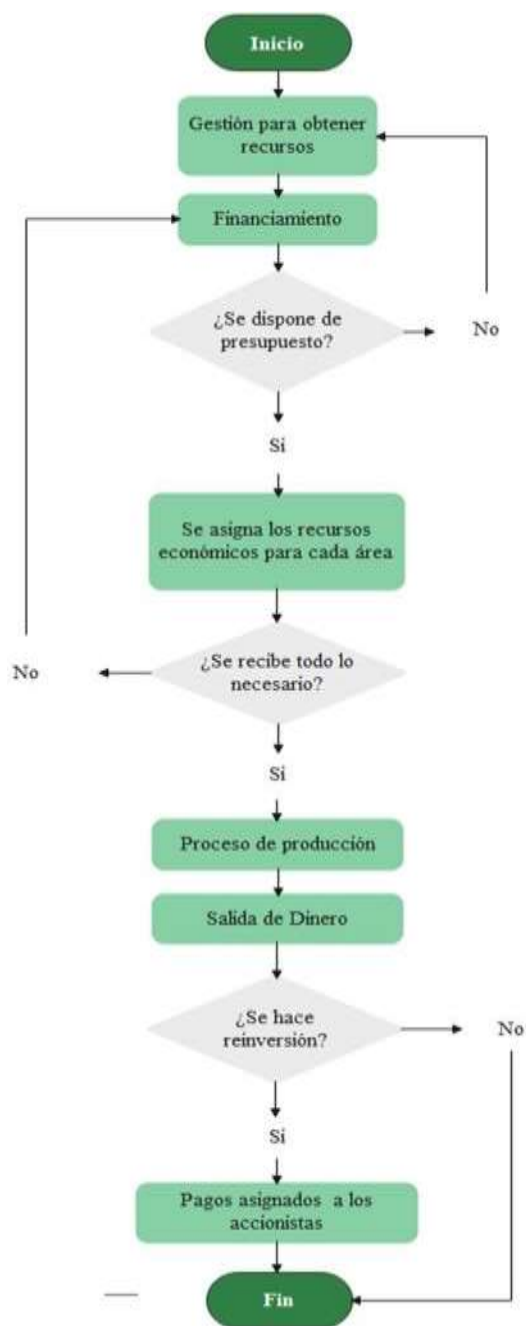 Inicio
Gestión para obtener
recursos
Financiamiento
¿Se dispone de
presupuesto?
No
Si
Se asigna los recursos
económicos para cada área
¿Se recibe todo lo
necesario?
No
Si
Proceso de producción
Salida de Dinero
¿Se hace
reinversión?
No
Si
Pagos asignados a los
accionistas
Fin